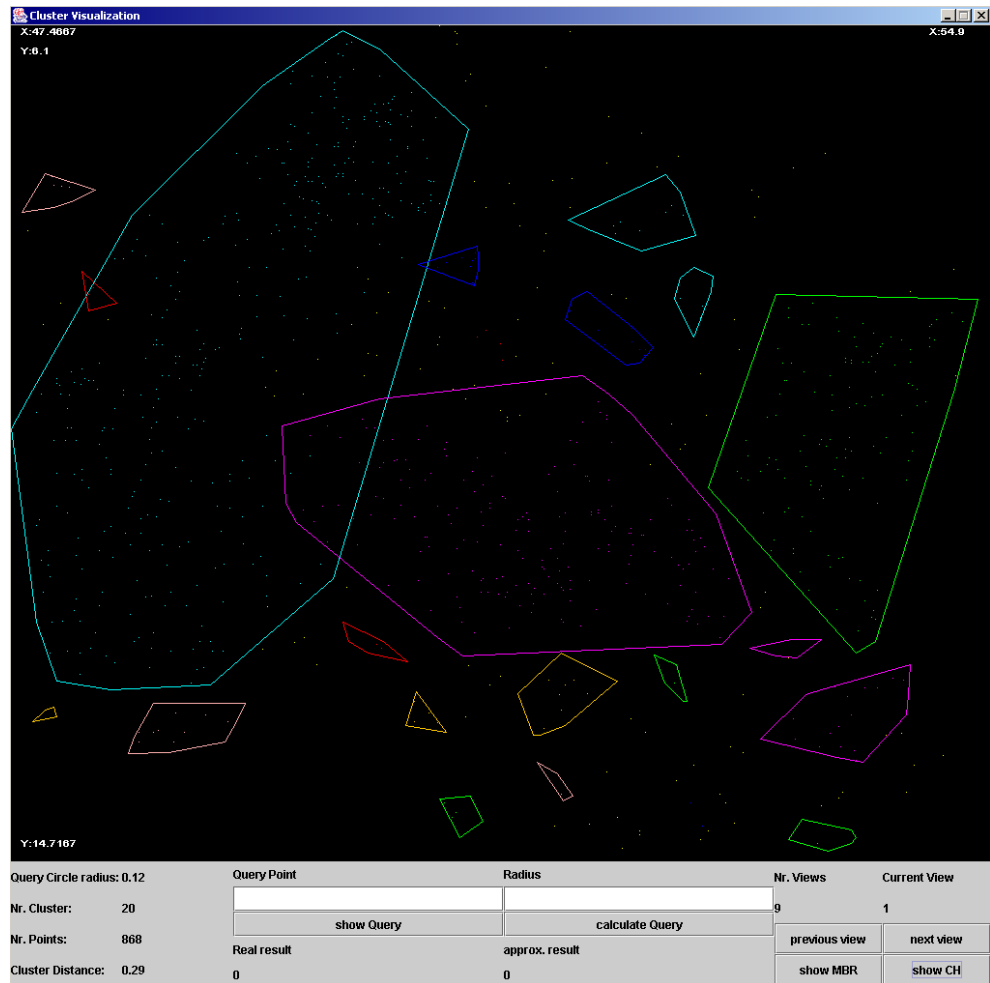 Cluster Visualization
X:47.4667 X:54.9
Y:6.1
Y:14.7167
Query Circle radius: 0.12 Query Point Radius Nr. Views Current View
Nr. Cluster: 20 9 1
show Query calculate Query
Nr. Points: 868 previous view next view
Real result approx. result
Cluster Distance: 0.29 0 0 show MBR show CH